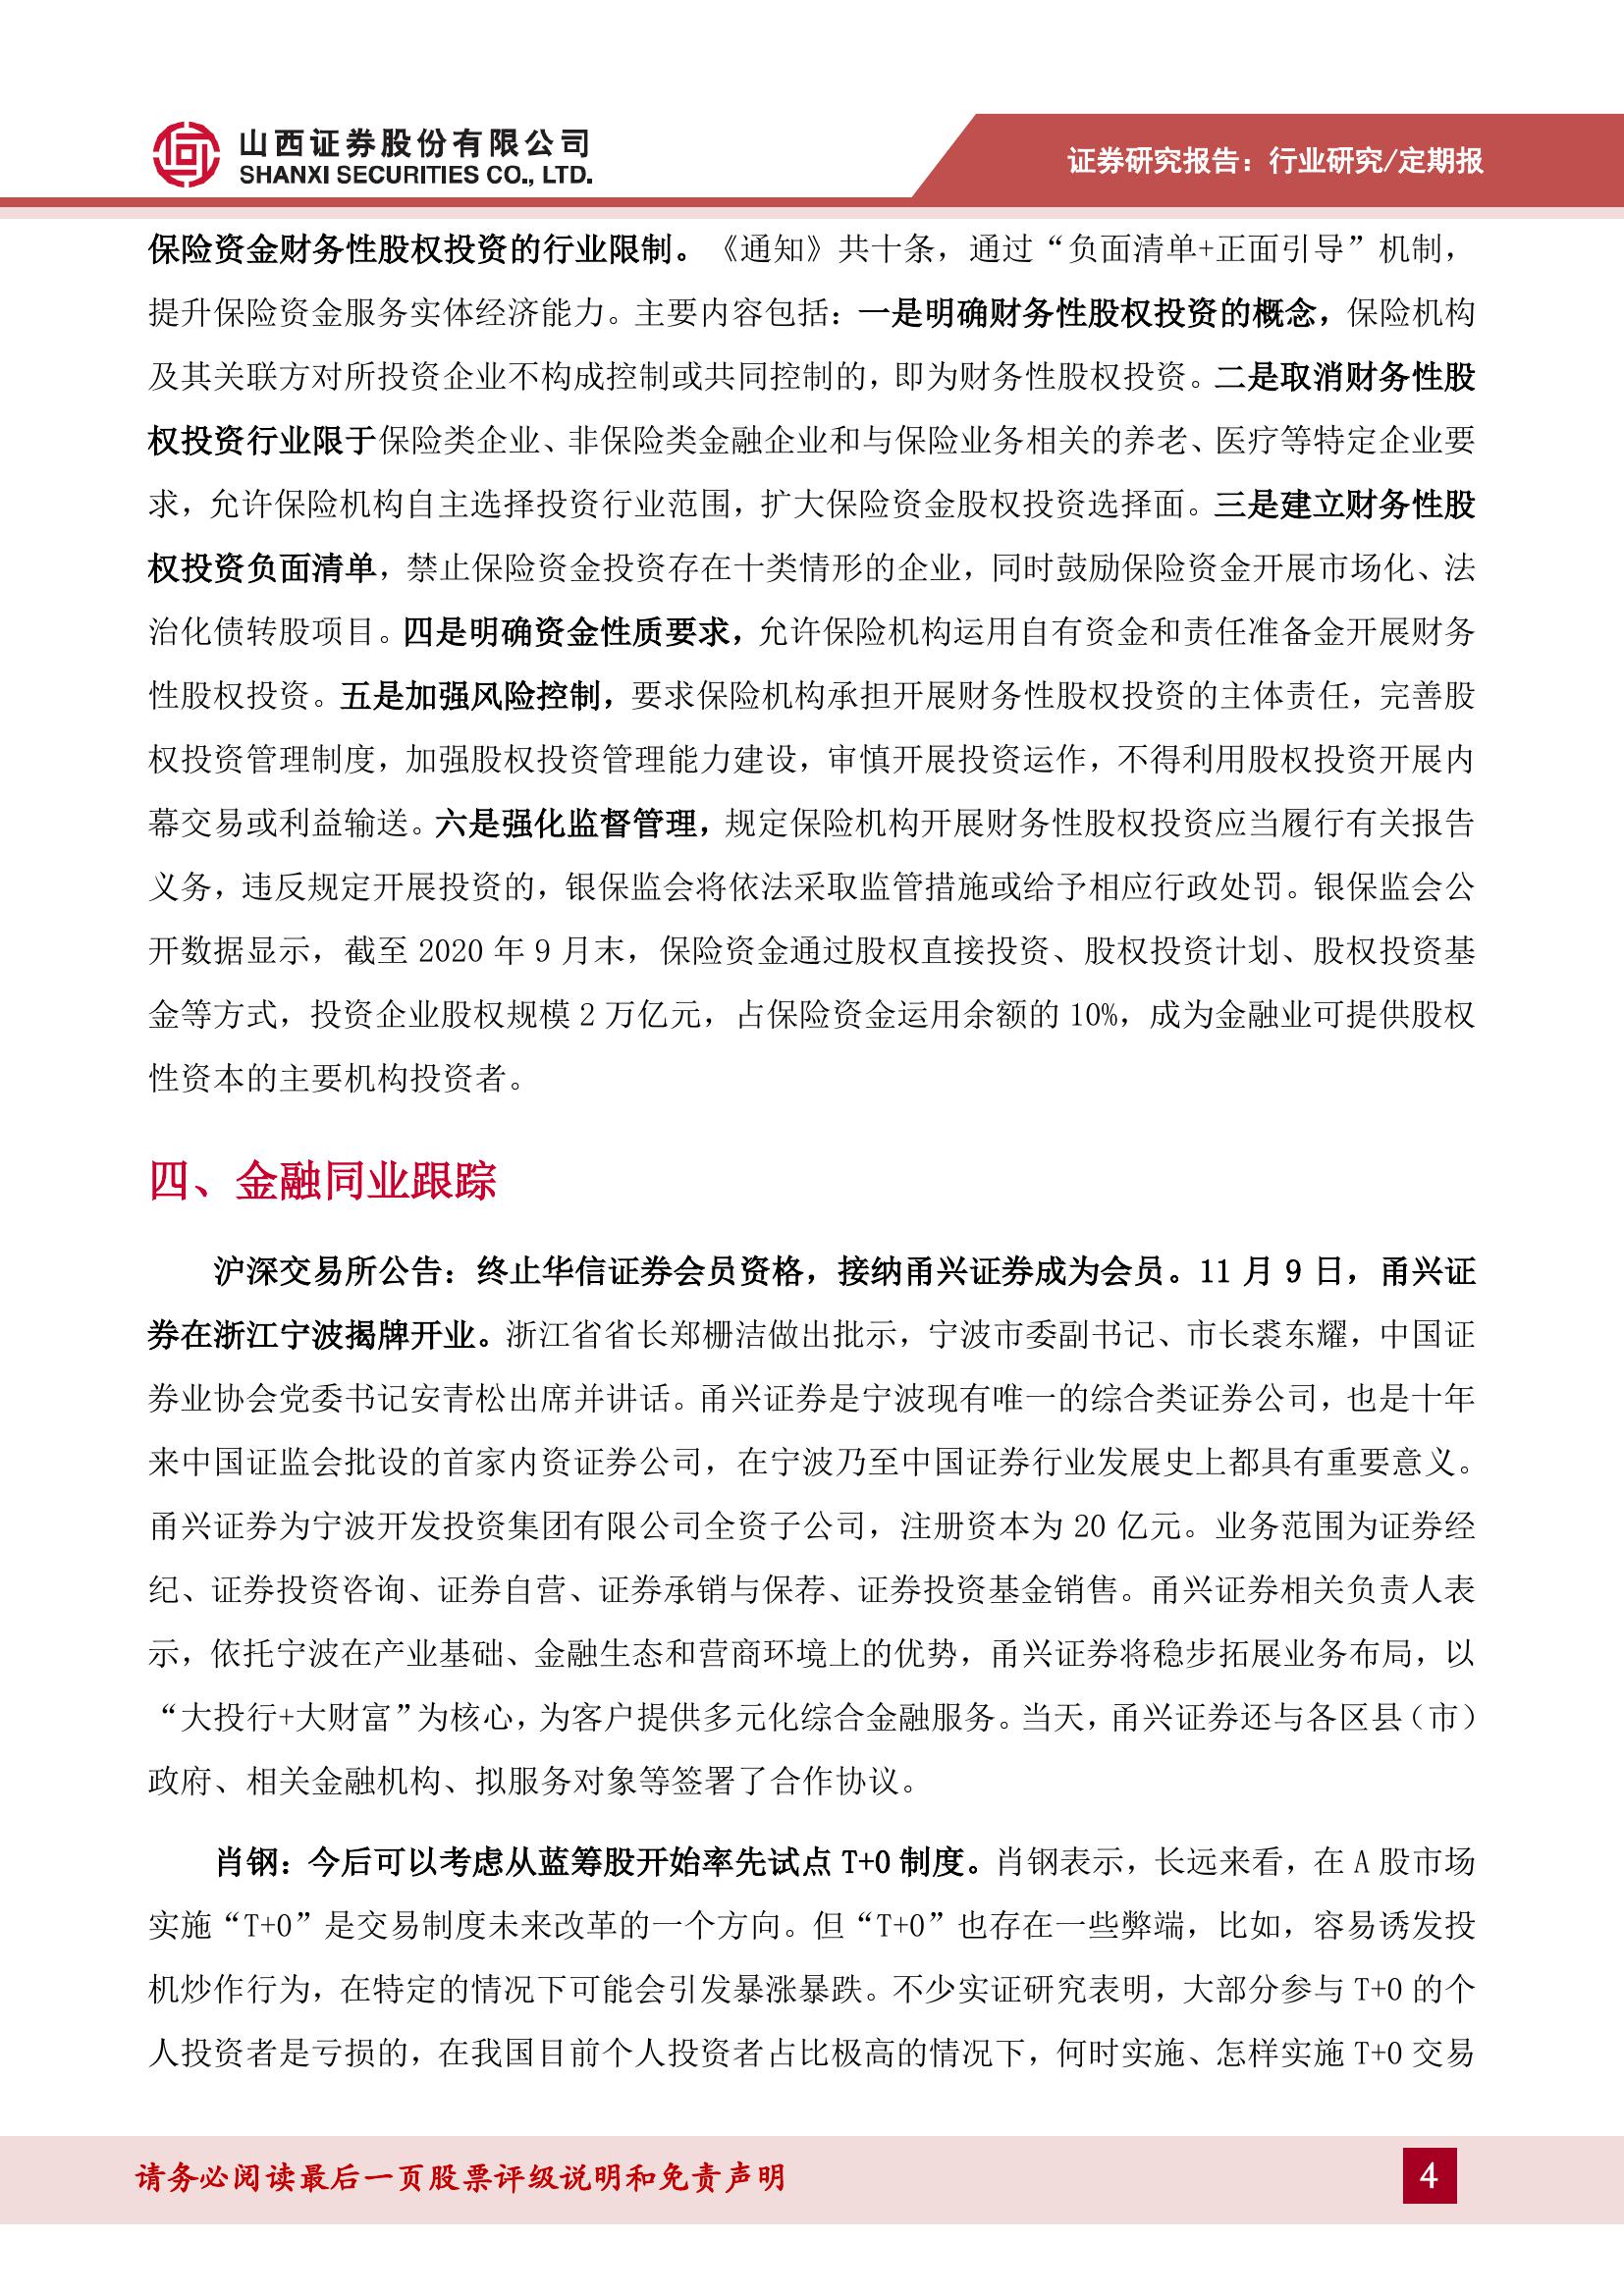 山西证券股份有限公司
SHANXI SECURITIES CO., LTD.
证券研究报告：行业研究/定期报
保险资金财务性股权投资的行业限制。《通知》共十条，通过“负面清单+正面引导”机制，
提升保险资金服务实体经济能力。主要内容包括：一是明确财务性股权投资的概念，保险机构
及其关联方对所投资企业不构成控制或共同控制的，即为财务性股权投资。二是取消财务性股
权投资行业限于保险类企业、非保险类金融企业和与保险业务相关的养老、医疗等特定企业要
求，允许保险机构自主选择投资行业范围，扩大保险资金股权投资选择面。三是建立财务性股
权投资负面清单，禁止保险资金投资存在十类情形的企业，同时鼓励保险资金开展市场化、法
治化债转股项目。四是明确资金性质要求，允许保险机构运用自有资金和责任准备金开展财务
性股权投资。五是加强风险控制，要求保险机构承担开展财务性股权投资的主体责任，完善股
权投资管理制度，加强股权投资管理能力建设，审慎开展投资运作，不得利用股权投资开展内
幕交易或利益输送。六是强化监督管理，规定保险机构开展财务性股权投资应当履行有关报告
义务，违反规定开展投资的，银保监会将依法采取监管措施或给予相应行政处罚。银保监会公
开数据显示，截至 2020 年 9 月末，保险资金通过股权直接投资、股权投资计划、股权投资基
金等方式，投资企业股权规模 2 万亿元，占保险资金运用余额的 10%，成为金融业可提供股权
性资本的主要机构投资者。
四、金融同业跟踪
沪深交易所公告：终止华信证券会员资格，接纳甬兴证券成为会员。11 月 9 日，甬兴证
券在浙江宁波揭牌开业。浙江省省长郑栅洁做出批示，宁波市委副书记、市长裘东耀，中国证
券业协会党委书记安青松出席并讲话。甬兴证券是宁波现有唯一的综合类证券公司，也是十年
来中国证监会批设的首家内资证券公司，在宁波乃至中国证券行业发展史上都具有重要意义。
甬兴证券为宁波开发投资集团有限公司全资子公司，注册资本为 20 亿元。业务范围为证券经
纪、证券投资咨询、证券自营、证券承销与保荐、证券投资基金销售。甬兴证券相关负责人表
示，依托宁波在产业基础、金融生态和营商环境上的优势，甬兴证券将稳步拓展业务布局，以
“大投行+大财富”为核心，为客户提供多元化综合金融服务。当天，甬兴证券还与各区县（市）
政府、相关金融机构、拟服务对象等签署了合作协议。
肖钢：今后可以考虑从蓝筹股开始率先试点 T+0 制度。肖钢表示，长远来看，在 A 股市场
实施“T+0”是交易制度未来改革的一个方向。但“T+0”也存在一些弊端，比如，容易诱发投
机炒作行为，在特定的情况下可能会引发暴涨暴跌。不少实证研究表明，大部分参与 T+0 的个
人投资者是亏损的，在我国目前个人投资者占比极高的情况下，何时实施、怎样实施 T+0 交易
请务必阅读最后一页股票评级说明和免责声明
4